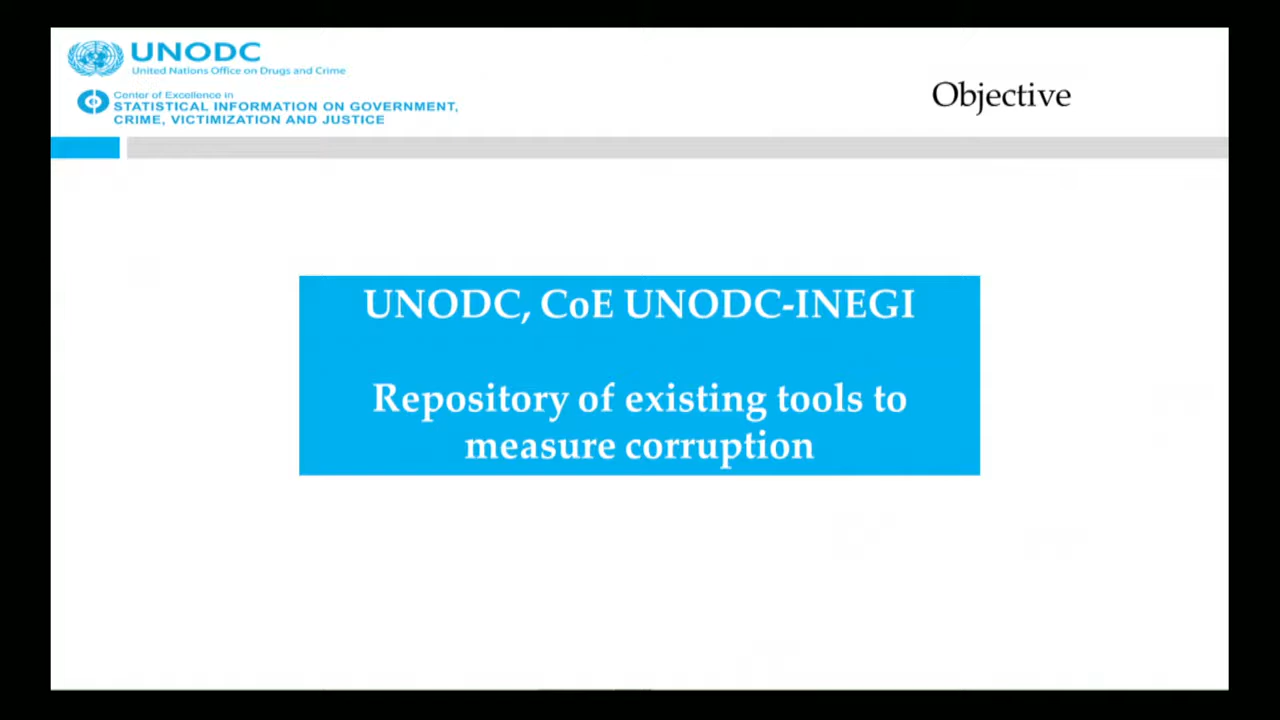 UNODC
United Nations Office on Drugs and Crime
Center of Excellence in
STATISTICAL INFORMATION ON GOVERNMENT,
CRIME, VICTIMIZATION AND JUSTICE
Objective
UNODC, CoE UNODC-INEGI
Repository of existing tools to
measure corruption